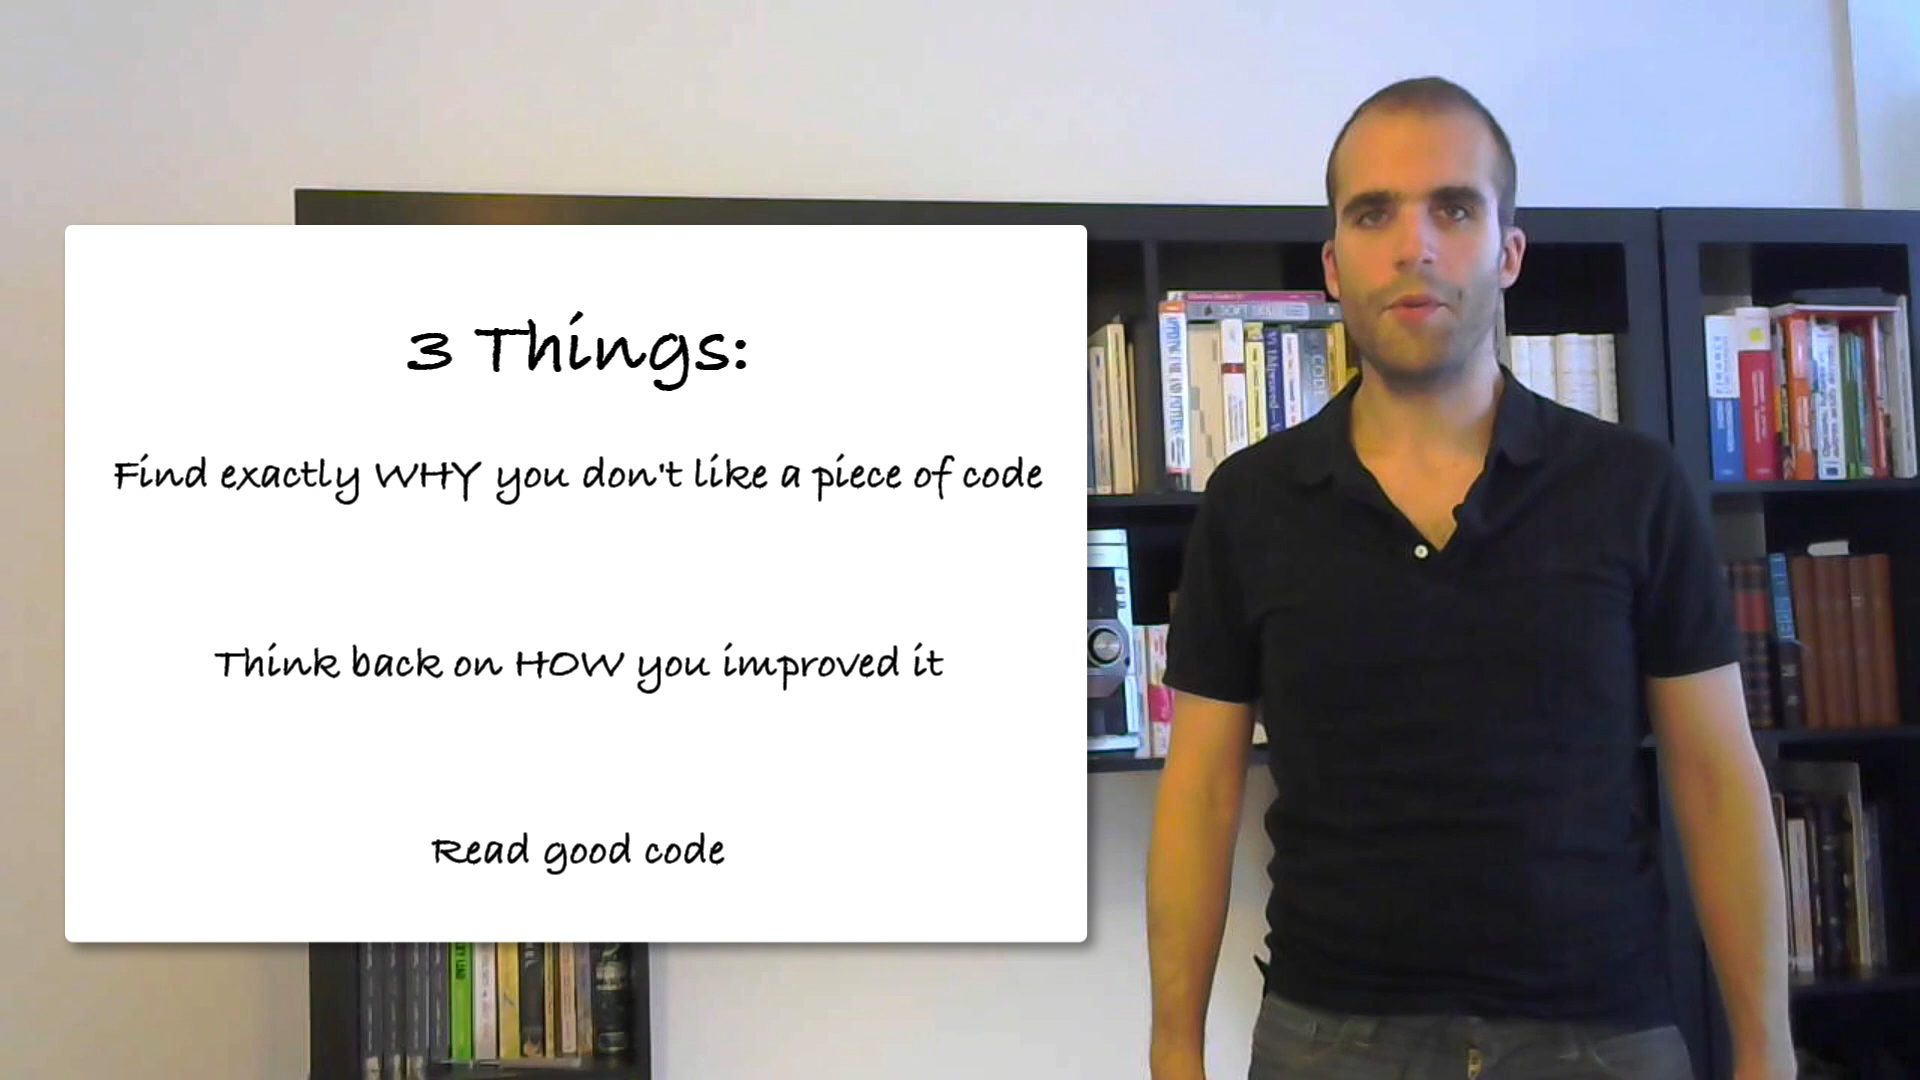 3 Things:
Find exactly WHY you don't like a piece of code
Think back on HOW you improved it
Read good code